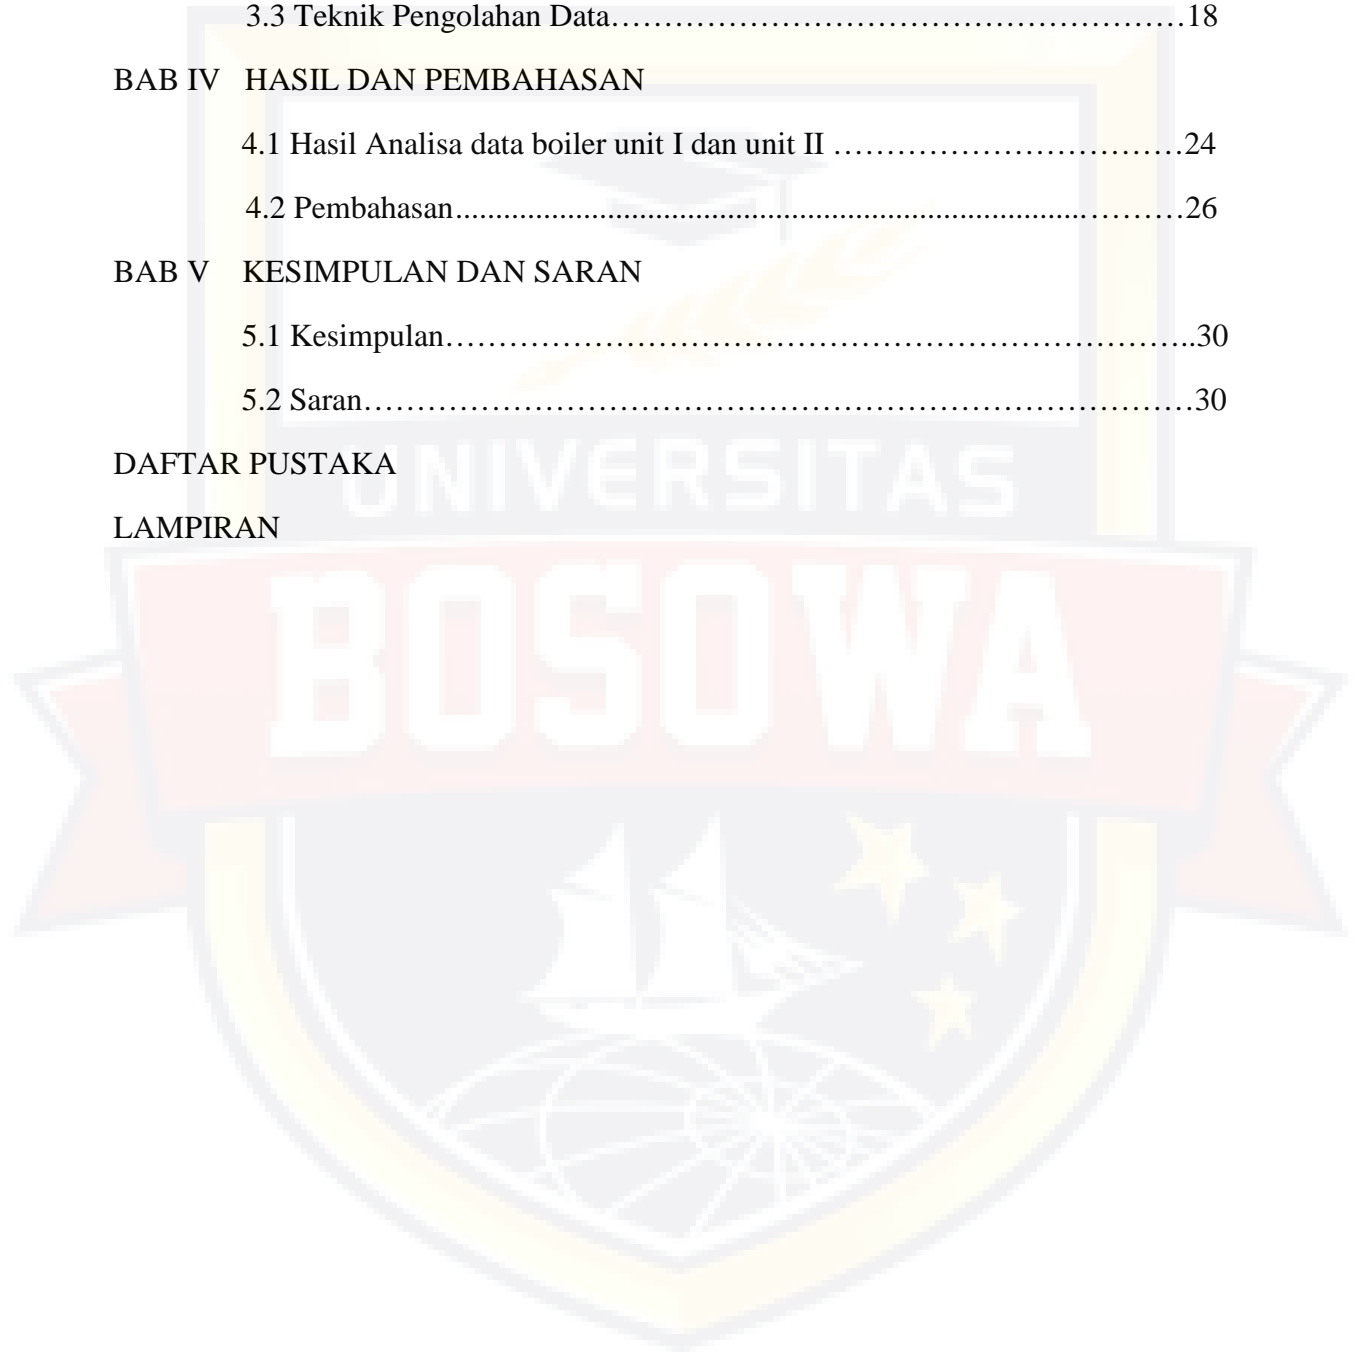 3.3 Teknik Pengolahan Data……………………………………………………18
BAB IV HASIL DAN PEMBAHASAN
4.1 Hasil Analisa data boiler unit I dan unit II ……………………………24
4.2 Pembahasan...................................................................................………26
BAB V KESIMPULAN DAN SARAN
5.1 Kesimpulan……………………………………………………………..30
5.2 Saran……………………………………………………………………30
DAFTAR PUSTAKA
LAMPIRAN
UNIVERSITAS
BOSOWA